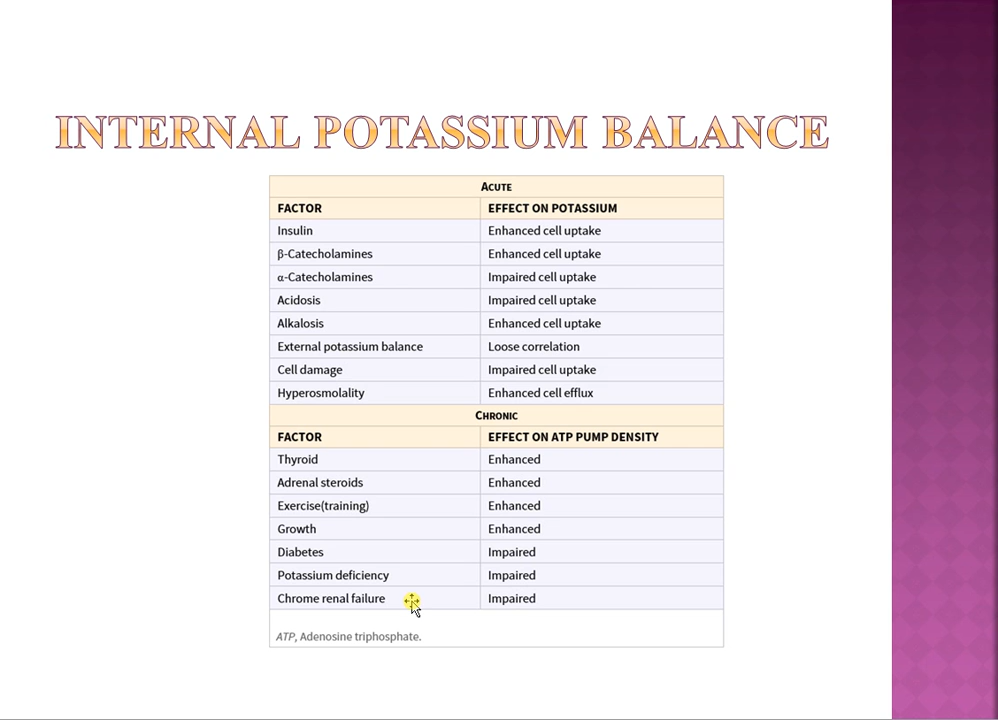 INTERNAL POTASSIUM BALANCE
ACUTE
FACTOR EFFECT ON POTASSIUM
Insulin Enhanced cell uptake
β-Catecholamines Enhanced cell uptake
α-Catecholamines Impaired cell uptake
Acidosis Impaired cell uptake
Alkalosis Enhanced cell uptake
External potassium balance Loose correlation
Cell damage Impaired cell uptake
Hyperosmolality Enhanced cell efflux
CHRONIC
FACTOR EFFECT ON ATP PUMP DENSITY
Thyroid Enhanced
Adrenal steroids Enhanced
Exercise(training) Enhanced
Growth Enhanced
Diabetes Impaired
Potassium deficiency Impaired
Chrome renal failure Impaired
ATP, Adenosine triphosphate.